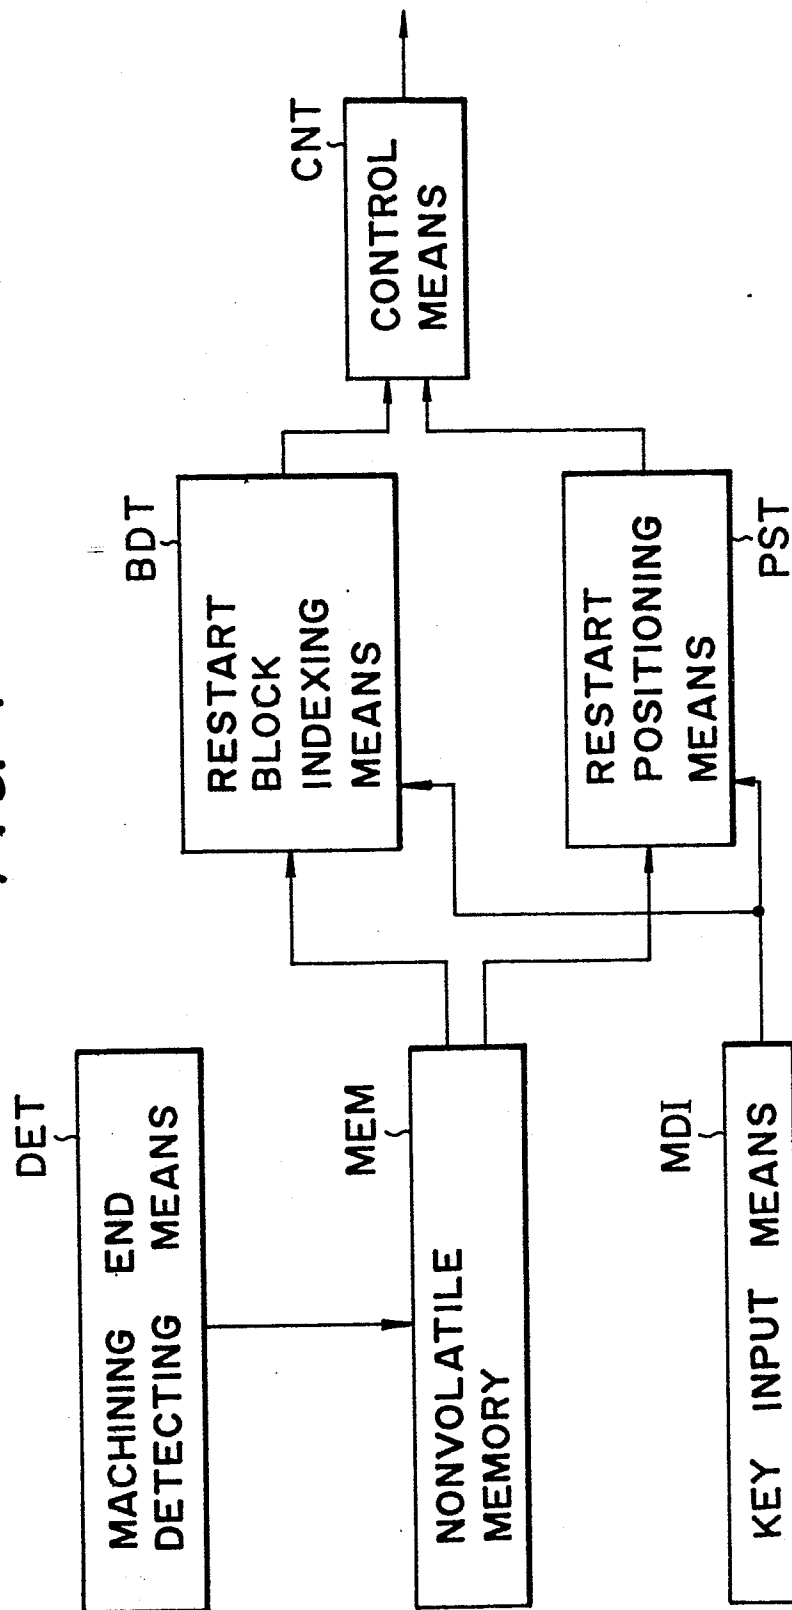 DET
MACHINING END
DETECTING MEANS
MEM
NONVOLATILE
MEMORY
MDI
KEY INPUT MEANS
BDT
RESTART
BLOCK
INDEXING
MEANS
RESTART
POSITIONING
MEANS
PST
CNT
CONTROL
MEANS